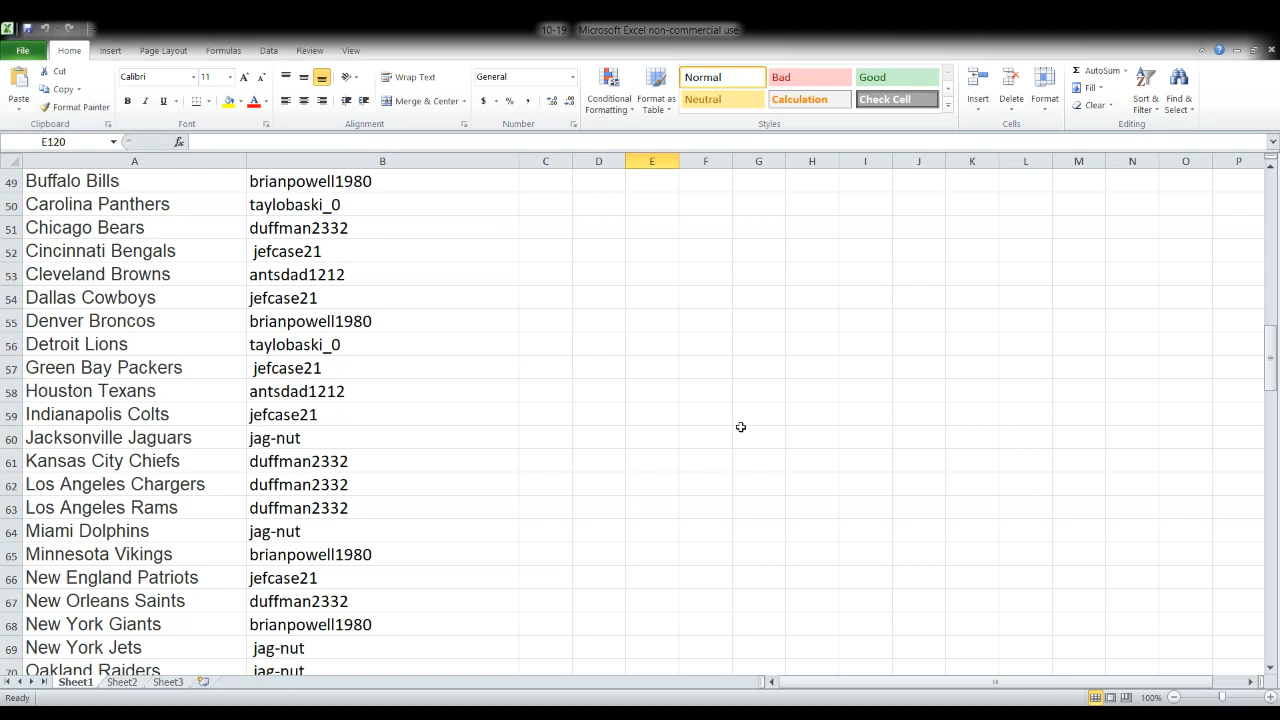 10-19 - Microsoft Excel non-commercial use
File Home Insert Page Layout Formulas Data Review View
Cut
Copy
Format Painter
Paste
Clipboard
Calibri 11
Font
Wrap Text
Merge & Center
Alignment
General
$ % ,
Number
Conditional Formatting
Format as Table
Normal Bad Good
Neutral Calculation Check Cell
Styles
Insert Delete Format
Cells
AutoSum
Fill
Clear
Sort & Filter
Find & Select
Editing
E120 fx
A B C D E F G H I J K L M N O P
49 Buffalo Bills brianpowell1980
50 Carolina Panthers taylobaski_0
51 Chicago Bears duffman2332
52 Cincinnati Bengals jefcase21
53 Cleveland Browns antsdad1212
54 Dallas Cowboys jefcase21
55 Denver Broncos brianpowell1980
56 Detroit Lions taylobaski_0
57 Green Bay Packers jefcase21
58 Houston Texans antsdad1212
59 Indianapolis Colts jefcase21
60 Jacksonville Jaguars jag-nut
61 Kansas City Chiefs duffman2332
62 Los Angeles Chargers duffman2332
63 Los Angeles Rams duffman2332
64 Miami Dolphins jag-nut
65 Minnesota Vikings brianpowell1980
66 New England Patriots jefcase21
67 New Orleans Saints duffman2332
68 New York Giants brianpowell1980
69 New York Jets jag-nut
70 Oakland Raiders jag-nut
Sheet1 Sheet2 Sheet3
Ready 100%